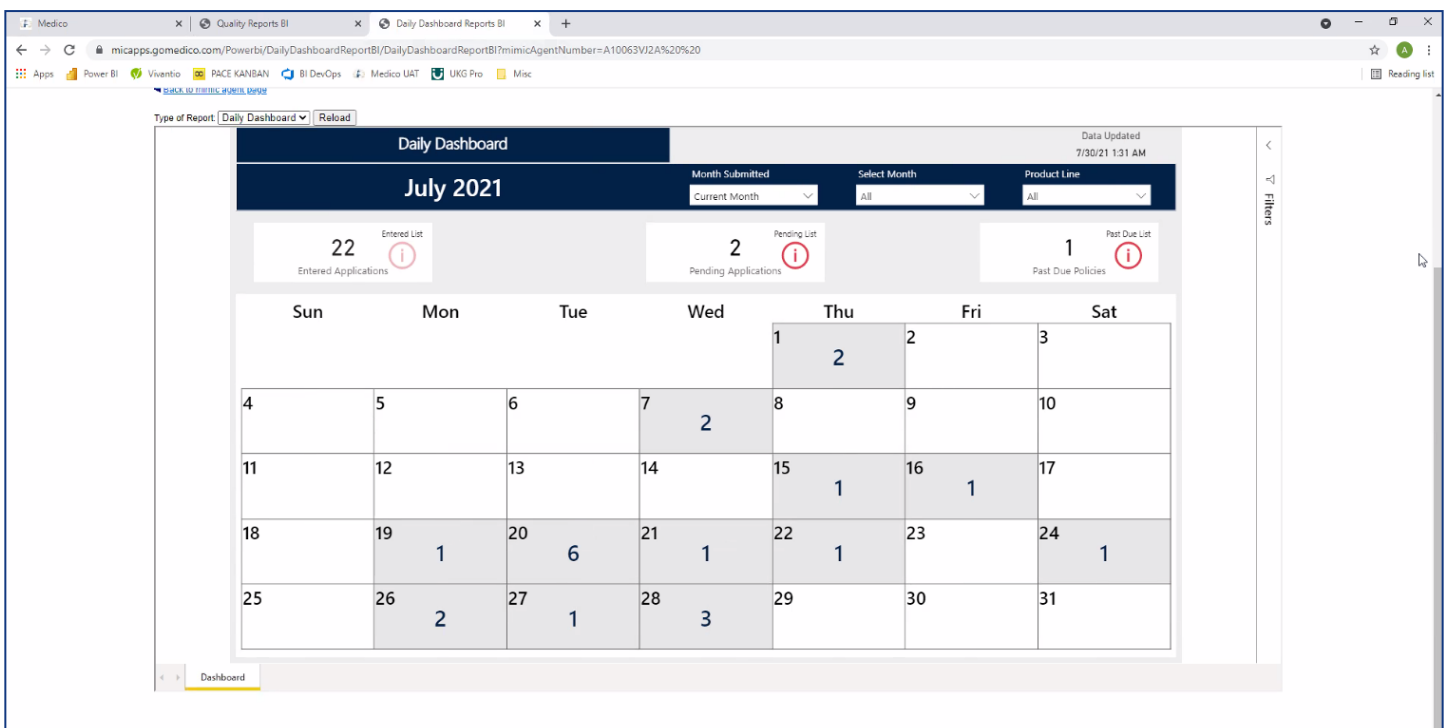 Medico Quality Reports BI Daily Dashboard Reports BI
micapps.gomedico.com/Powerbi/DailyDashboardReportBI/DailyDashboardReportBI?mimicAgentNumber=A10063VJ2A%20%20 A
Apps Power BI Vivantio PACE KANBAN BI DevOps Medico UAT UKG Pro Misc Reading list
Back to mimic agent page
Type of Report: Daily Dashboard Reload
Daily Dashboard
Data Updated
7/30/21 1:31 AM
July 2021
Month Submitted Select Month Product Line
Current Month All All
Filters
Entered List Pending List Past Due List
22 2 1
Entered Applications Pending Applications Past Due Policies
Sun Mon Tue Wed Thu Fri Sat
1 2 3
2
4 5 6 7 8 9 10
2
11 12 13 14 15 16 17
1 1
18 19 20 21 22 23 24
1 6 1 1 1
25 26 27 28 29 30 31
2 1 3
Dashboard